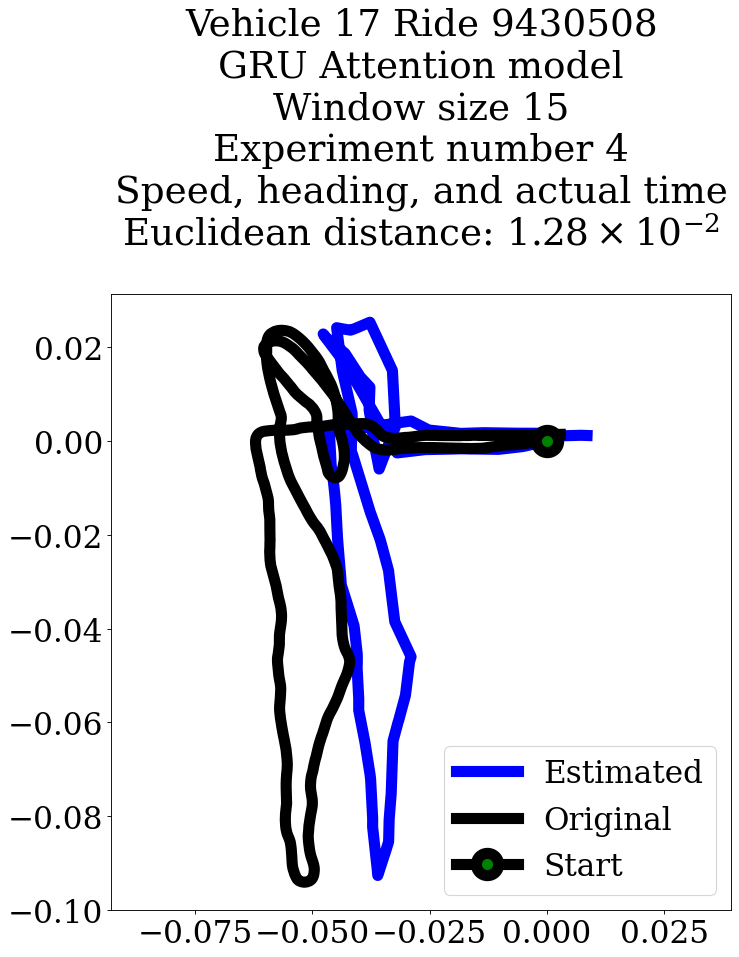 Vehicle 17 Ride 9430508
GRU Attention model
Window size 15
Experiment number 4
Speed, heading, and actual time
Euclidean distance: 1.28 × 10⁻²
0.02
0.00
−0.02
−0.04
−0.06
−0.08
−0.10
Estimated
Original
Start
−0.075 −0.050 −0.025 0.000 0.025